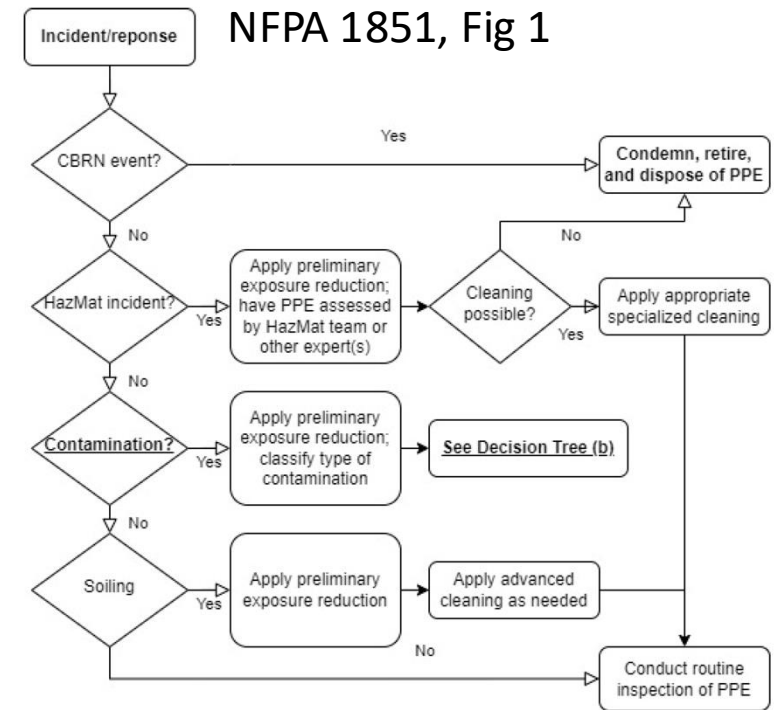 NFPA 1851, Fig 1
Incident/reponse
Yes
CBRN event?
Condemn, retire,
and dispose of PPE
No
No
HazMat incident?
Yes
Apply preliminary
exposure reduction;
have PPE assessed
by HazMat team or
other expert(s)
Cleaning
possible?
Yes
Apply appropriate
specialized cleaning
No
Contamination?
Yes
Apply preliminary
exposure reduction;
classify type of
contamination
See Decision Tree (b)
No
Soiling
Yes
Apply preliminary
exposure reduction
Apply advanced
cleaning as needed
No
Conduct routine
inspection of PPE